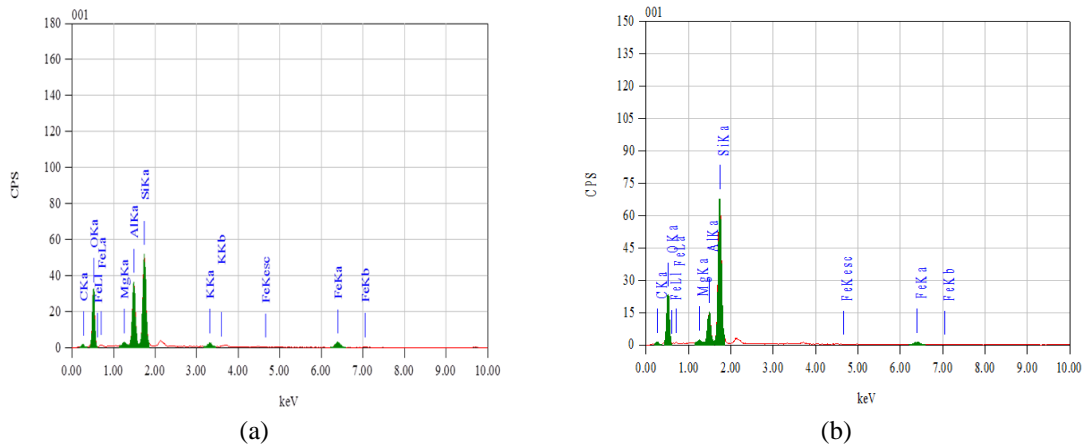 001
180
160
140
120
100
80
60
40
20
0
CPS
CKa
OKa
FeLl
FeLa
MgKa
AlKa
SiKa
KKa
KKb
FeKesc
FeKa
FeKb
0.00 1.00 2.00 3.00 4.00 5.00 6.00 7.00 8.00 9.00 10.00
keV
(a)
001
150
135
120
105
90
75
60
45
30
15
0
CPS
CKa
OKa
FeLl
FeLa
MgKa
AlKa
SiKa
FeKesc
FeKa
FeKb
0.00 1.00 2.00 3.00 4.00 5.00 6.00 7.00 8.00 9.00 10.00
keV
(b)